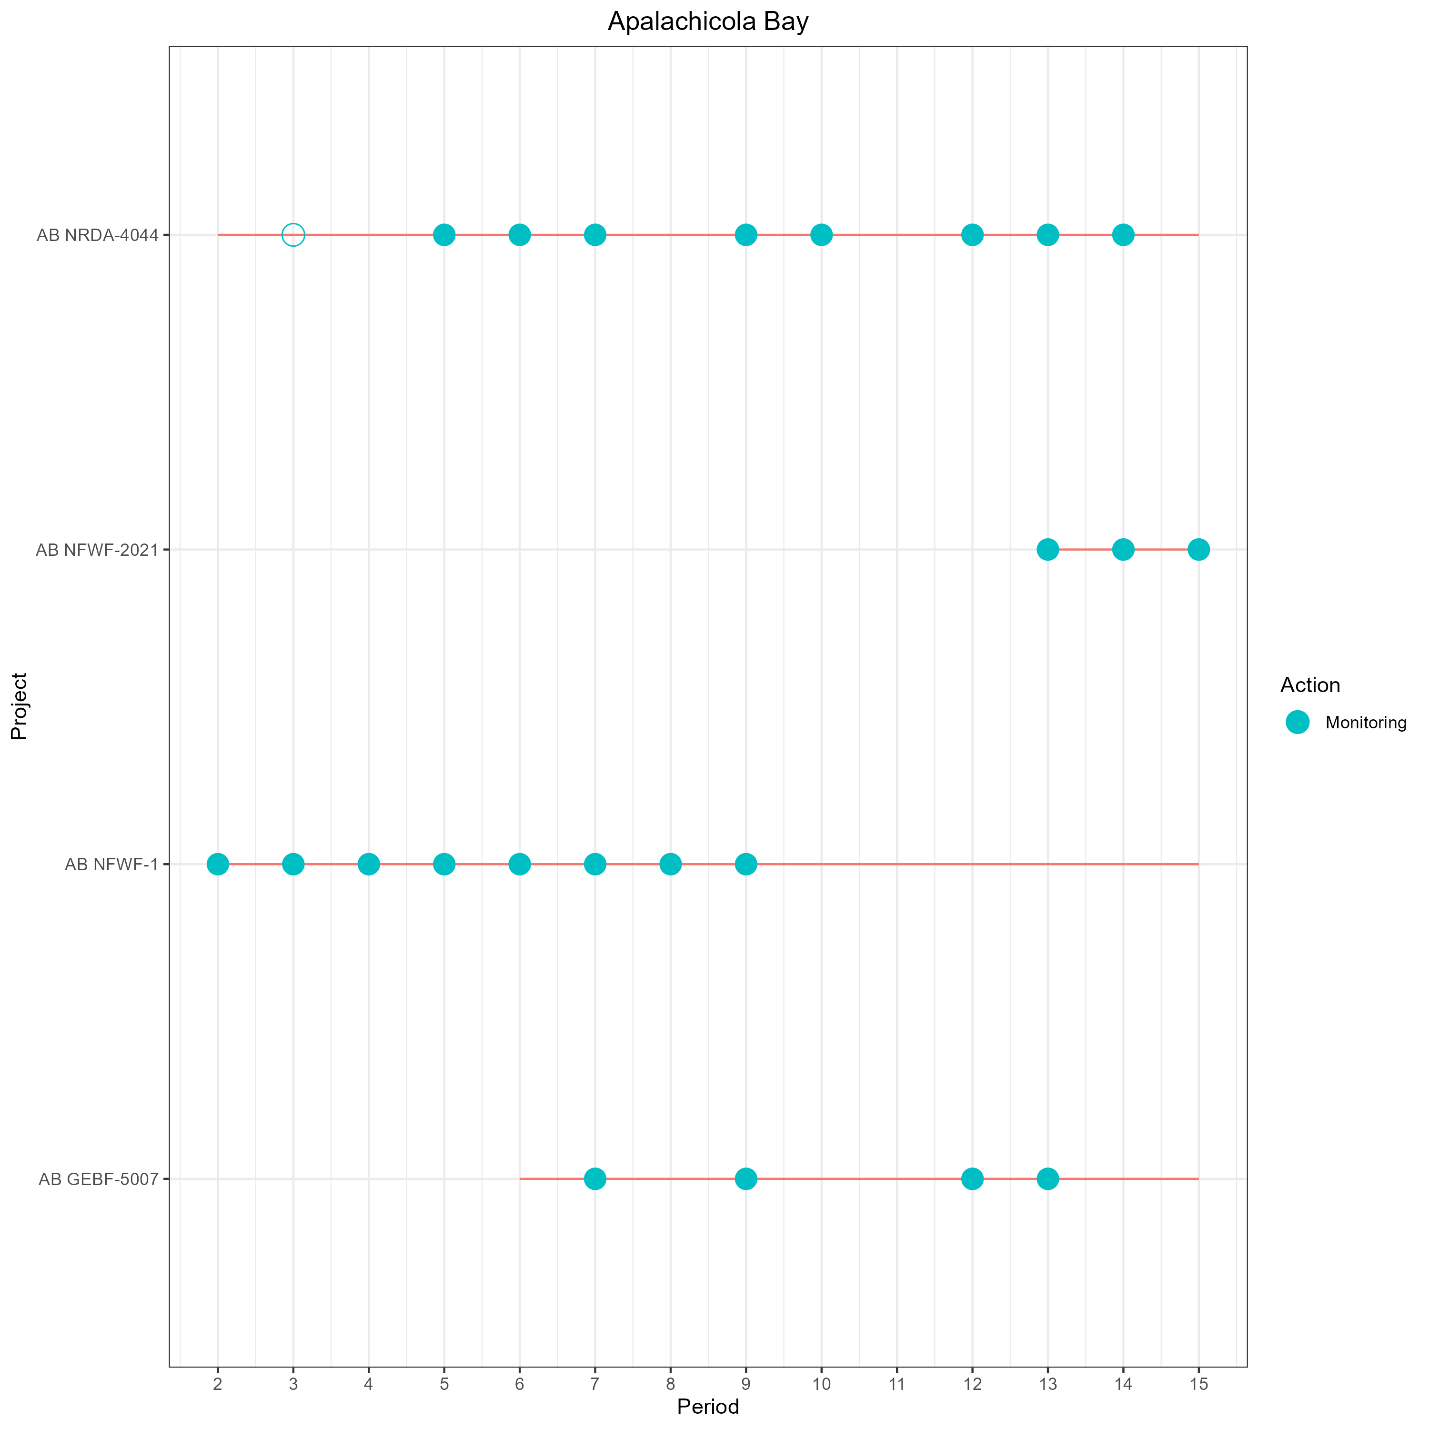 Apalachicola Bay
AB NRDA-4044
AB NFWF-2021
AB NFWF-1
AB GEBF-5007
Project
2 3 4 5 6 7 8 9 10 11 12 13 14 15
Period
Action
Monitoring